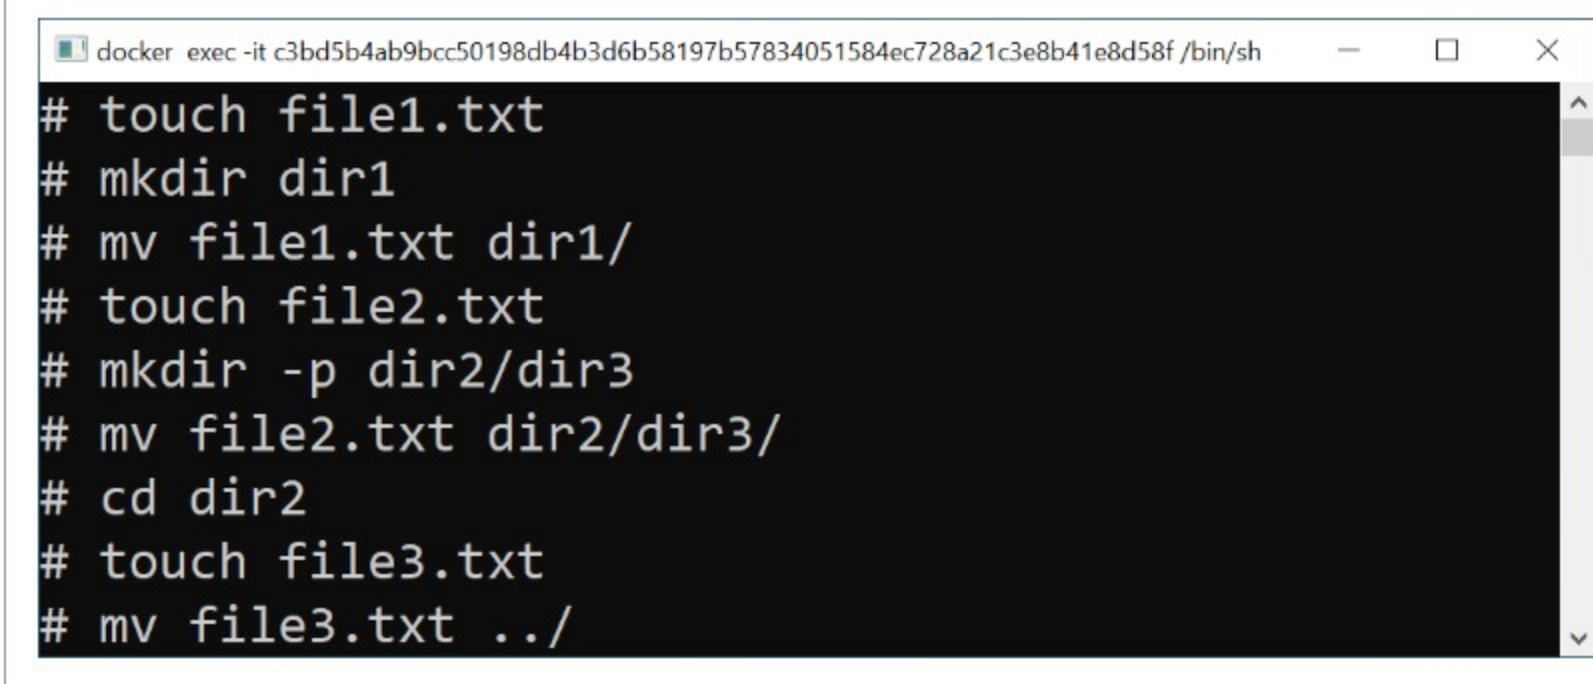 docker exec -it c3bd5b4ab9bcc50198db4b3d6b58197b57834051584ec728a21c3e8b41e8d58f /bin/sh
# touch file1.txt
# mkdir dir1
# mv file1.txt dir1/
# touch file2.txt
# mkdir -p dir2/dir3
# mv file2.txt dir2/dir3/
# cd dir2
# touch file3.txt
# mv file3.txt ../